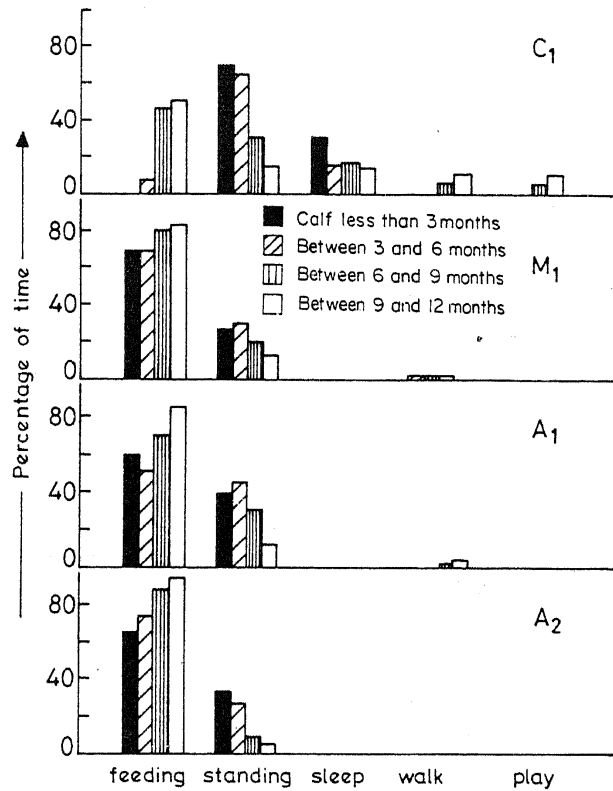 C1
80
40
0
Calf less than 3 months
Between 3 and 6 months
Between 6 and 9 months
Between 9 and 12 months
M1
80
40
0
A1
80
40
0
A2
80
40
0
Percentage of time
feeding standing sleep walk play